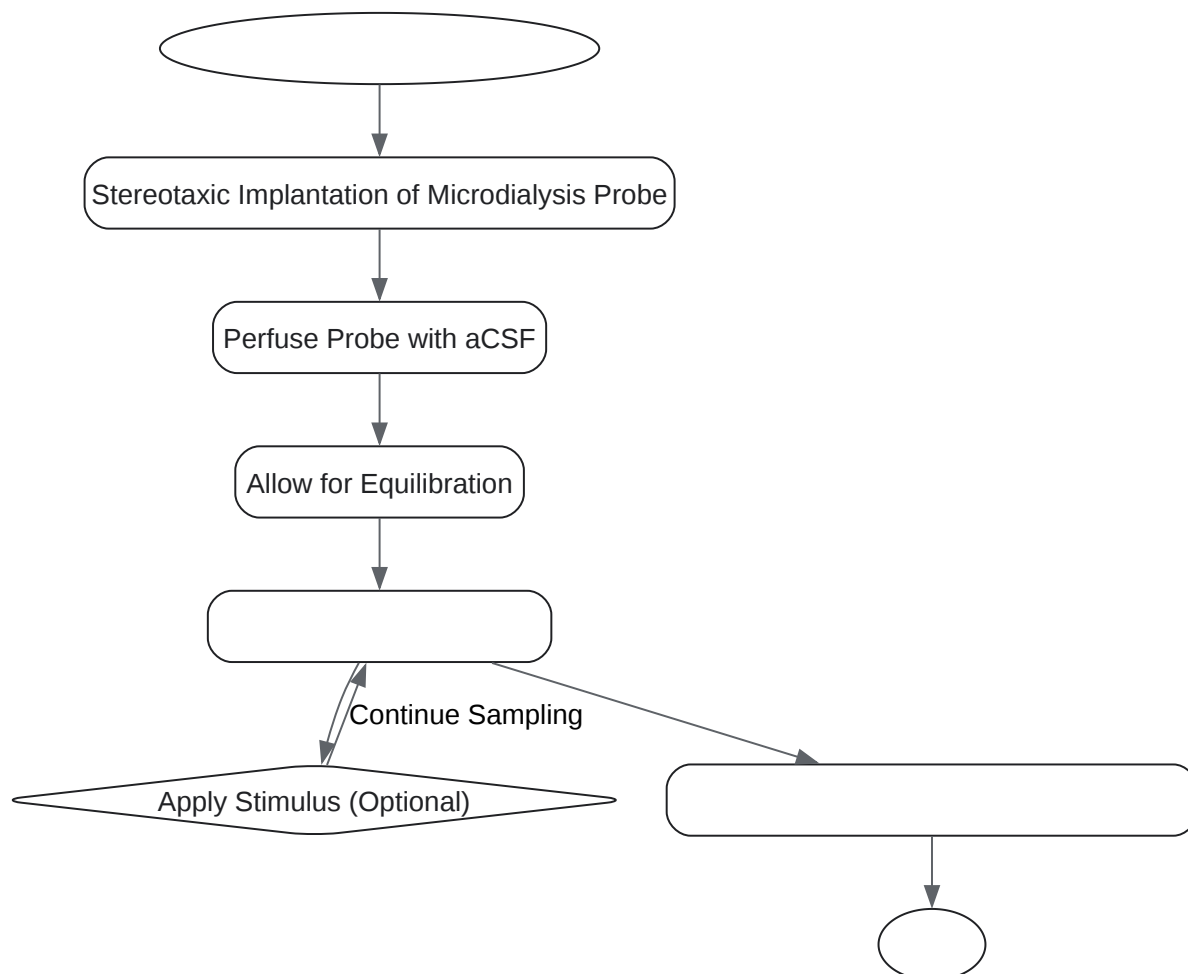 Stereotaxic Implantation of Microdialysis Probe
Perfuse Probe with aCSF
Allow for Equilibration
Continue Sampling
Apply Stimulus (Optional)